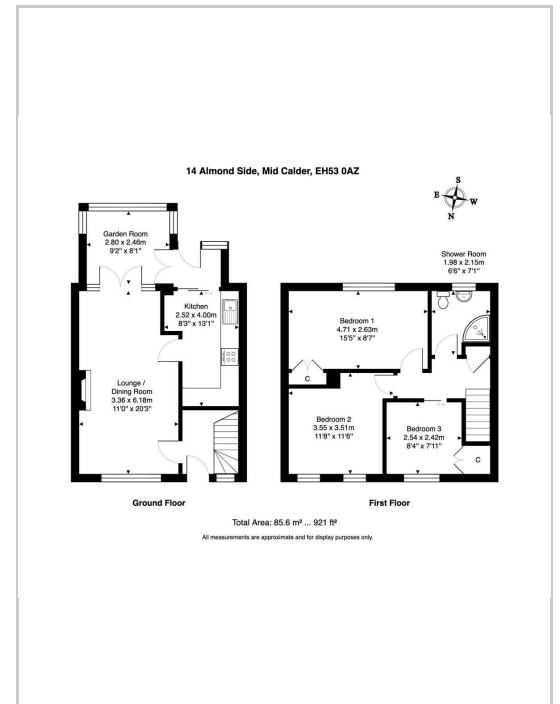 14 Almond Side, Mid Calder, EH53 0AZ
S
E
W
N
Garden Room
2.80 x 2.46m
9'2" x 8'1"
Shower Room
1.98 x 2.15m
6'6" x 7'1"
Kitchen
2.52 x 4.00m
8'3" x 13'1"
Bedroom 1
4.71 x 2.63m
15'5" x 8'7"
C
Lounge /
Dining Room
3.36 x 6.18m
11'0" x 20'3"
Bedroom 2
3.55 x 3.51m
11'8" x 11'6"
Bedroom 3
2.54 x 2.42m
8'4" x 7'11"
C
Ground Floor
First Floor
Total Area: 85.6 m² ... 921 ft²
All measurements are approximate and for display purposes only.